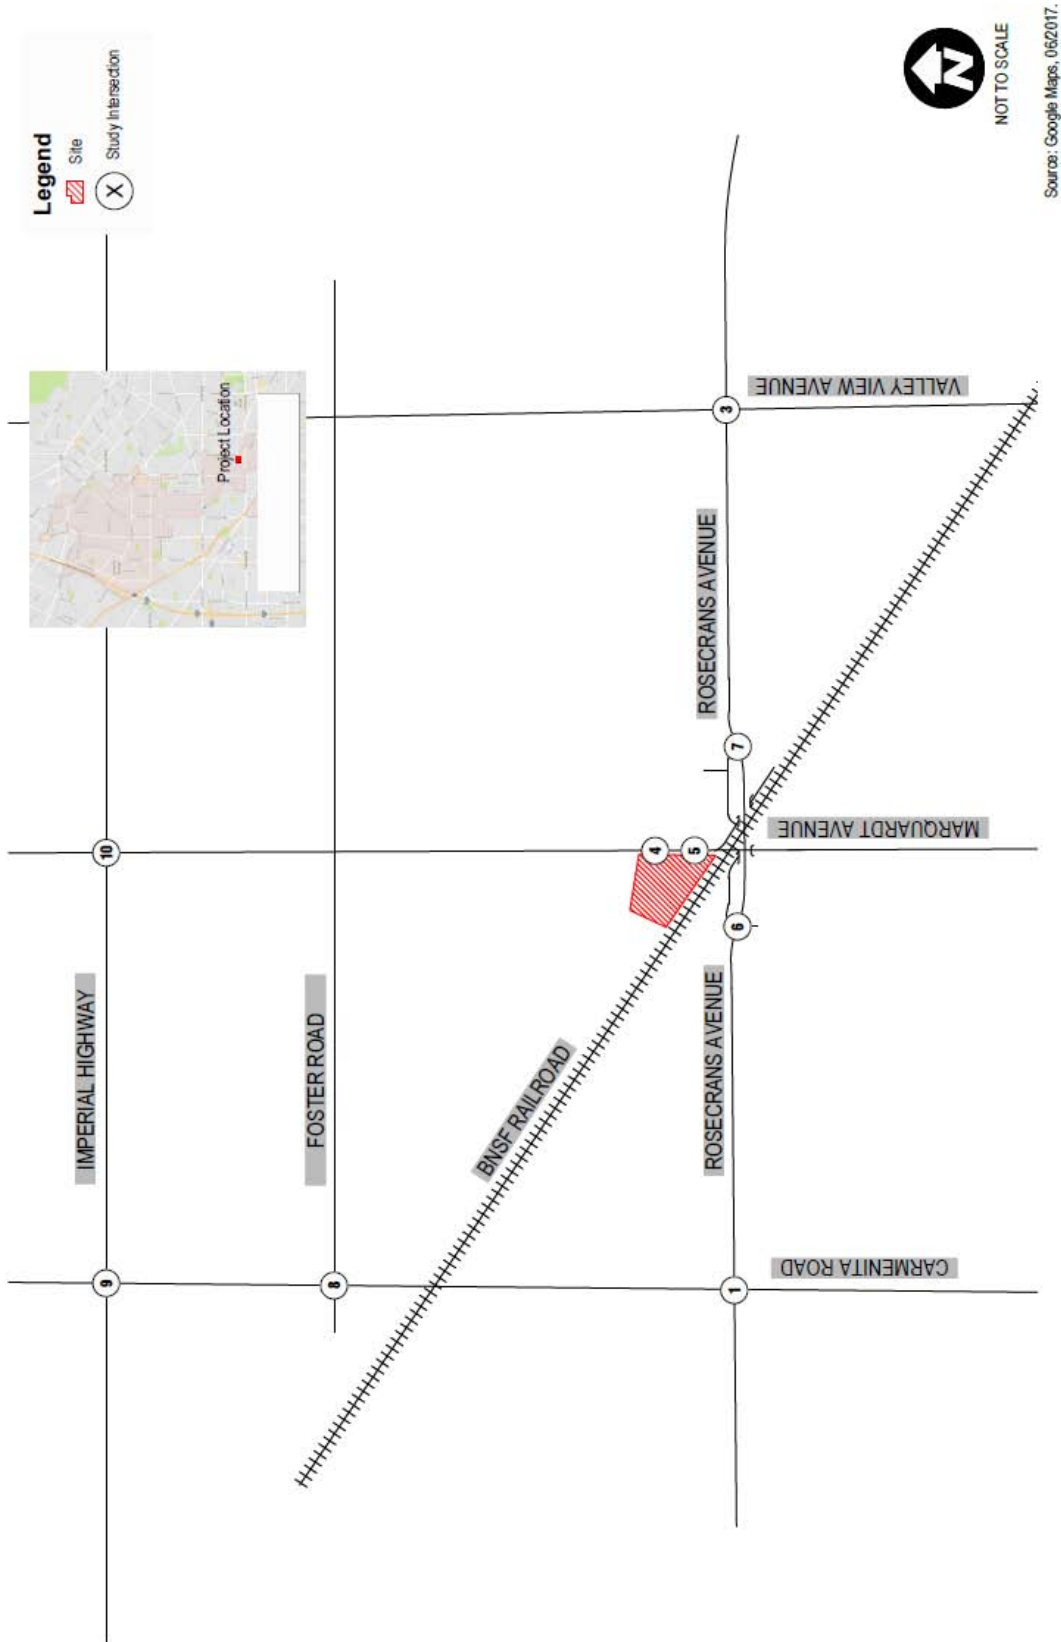 Legend
Site
X Study Intersection
IMPERIAL HIGHWAY
9
10
Project Location
FOSTER ROAD
8
BNSF RAILROAD
4
5
ROSECRANS AVENUE
ROSECRANS AVENUE
1
6
7
3
CARMENITA ROAD
MARQUARDT AVENUE
VALLEY VIEW AVENUE
N
NOT TO SCALE
Source: Google Maps, 06/2017.